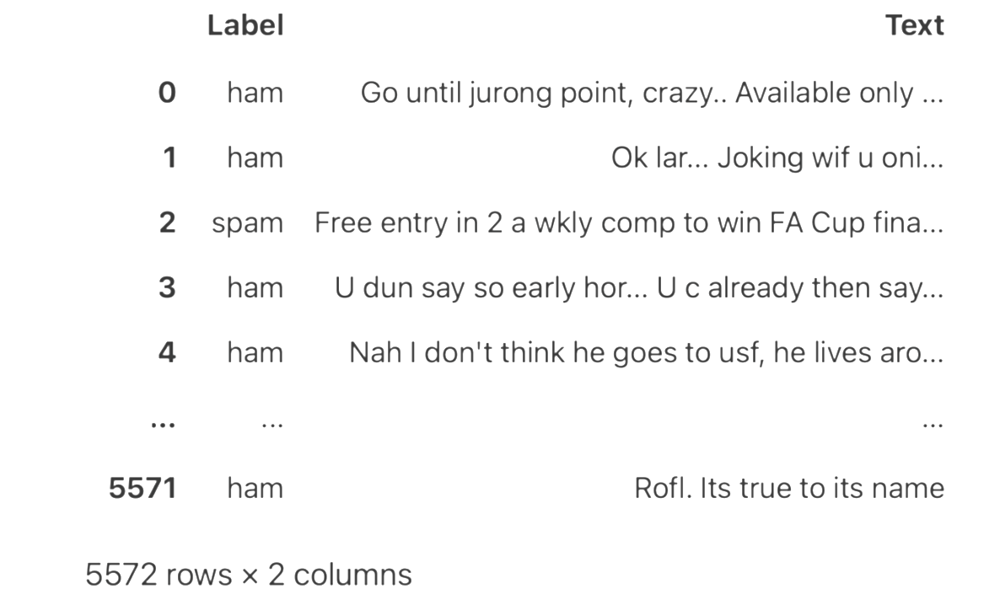 Label Text
0 ham Go until jurong point, crazy.. Available only ...
1 ham Ok lar... Joking wif u oni...
2 spam Free entry in 2 a wkly comp to win FA Cup fina...
3 ham U dun say so early hor... U c already then say...
4 ham Nah I don't think he goes to usf, he lives aro...
... ... ...
5571 ham Rofl. Its true to its name
5572 rows × 2 columns